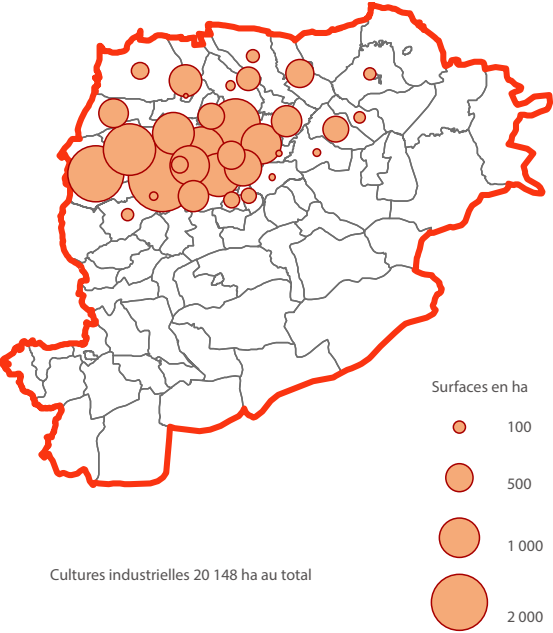 Surfaces en ha
100
500
1 000
2 000
Cultures industrielles 20 148 ha au total